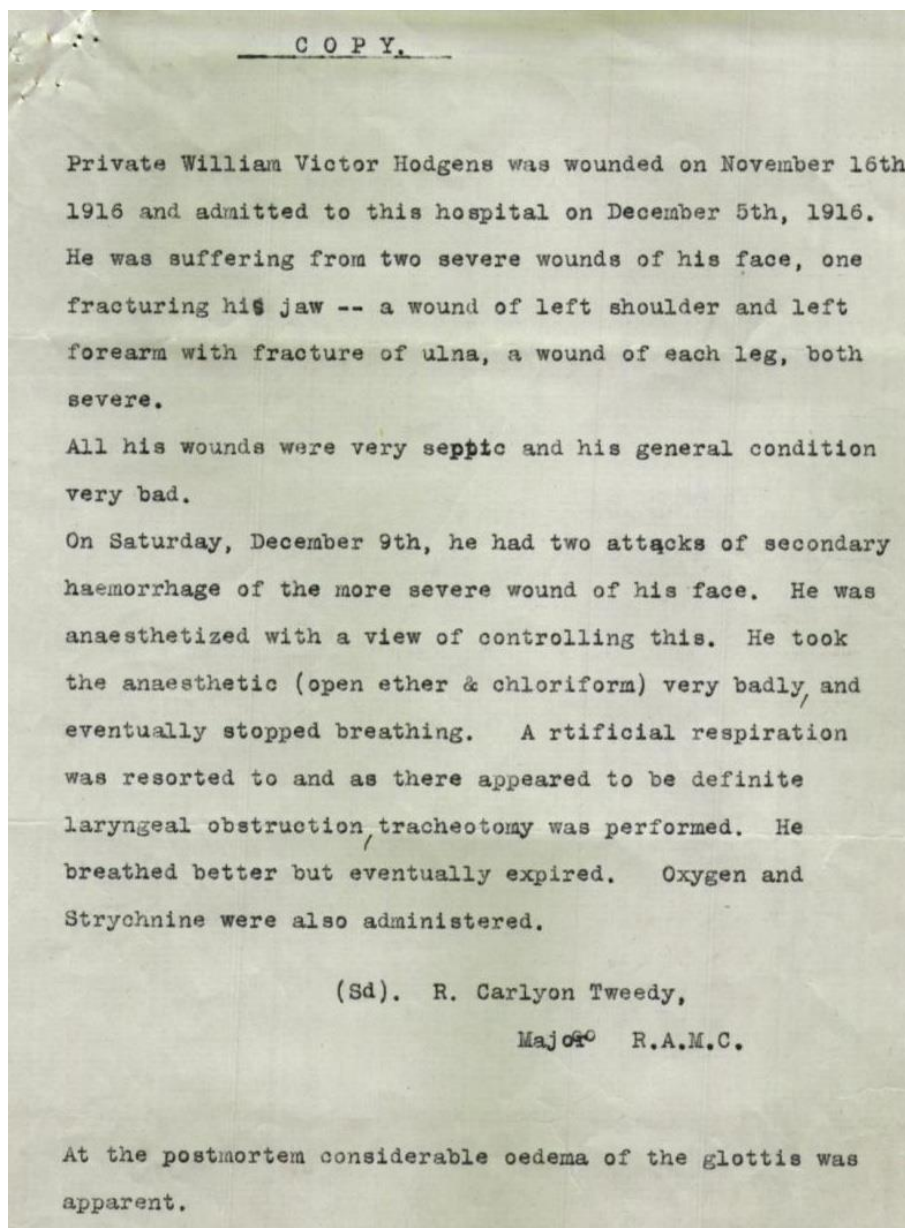 C O P Y.
Private William Victor Hodgens was wounded on November 16th
1916 and admitted to this hospital on December 5th, 1916.
He was suffering from two severe wounds of his face, one
fracturing his jaw -- a wound of left shoulder and left
forearm with fracture of ulna, a wound of each leg, both
severe.
All his wounds were very septic and his general condition
very bad.
On Saturday, December 9th, he had two attacks of secondary
haemorrhage of the more severe wound of his face. He was
anaesthetized with a view of controlling this. He took
the anaesthetic (open ether & chloriform) very badly, and
eventually stopped breathing. A rtificial respiration
was resorted to and as there appeared to be definite
laryngeal obstruction, tracheotomy was performed. He
breathed better but eventually expired. Oxygen and
Strychnine were also administered.
(Sd). R. Carlyon Tweedy,
Major R.A.M.C.
At the postmortem considerable oedema of the glottis was
apparent.